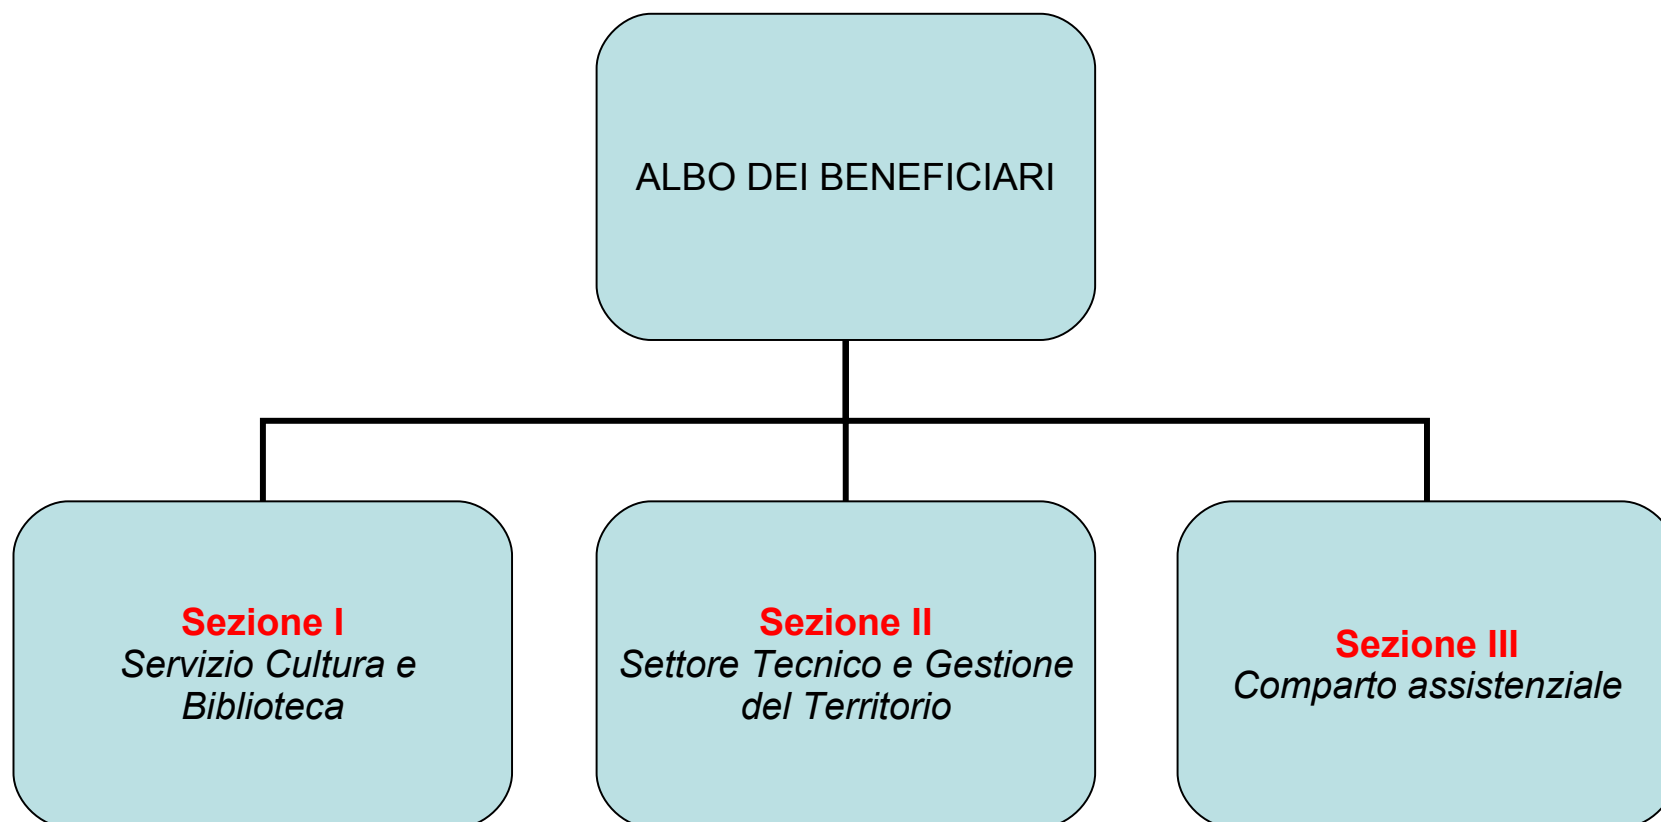 ALBO DEI BENEFICIARI
Sezione I
Servizio Cultura e
Biblioteca
Sezione II
Settore Tecnico e Gestione
del Territorio
Sezione III
Comparto assistenziale